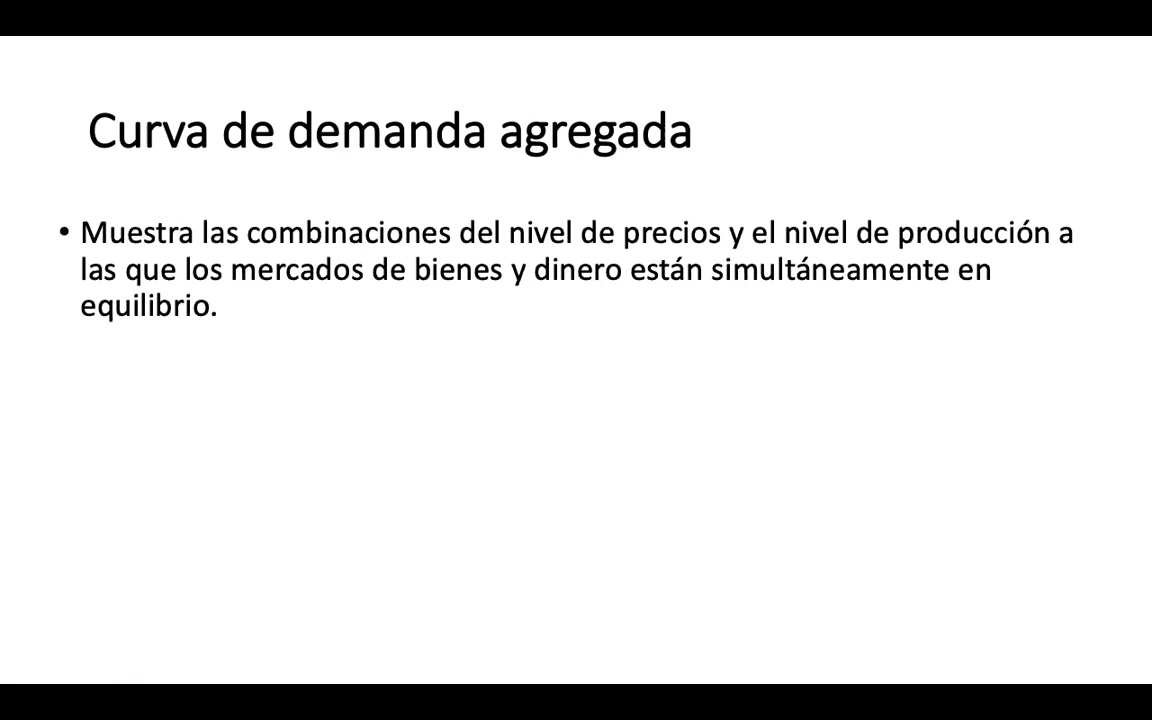 Curva de demanda agregada
• Muestra las combinaciones del nivel de precios y el nivel de producción a
las que los mercados de bienes y dinero están simultáneamente en
equilibrio.